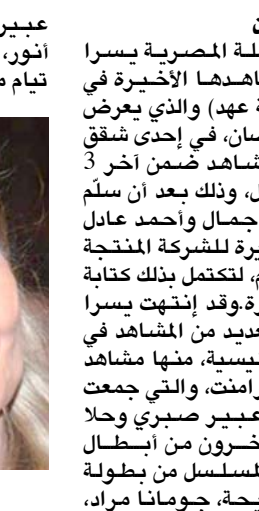 لة المصرية يسرا
اهدها الأخيرة في
ة عهد) والذي يعرض
سان، في إحدى شقق
شاهد ضمن آخر 3
ل، وذلك بعد أن سلّم
جمال وأحمد عادل
يرة للشركة المنتجة
م، لتكتمل بذلك كتابة
رة.وقد إنتهت يسرا
عديد من المشاهد في
ئيسية، منها مشاهد
رامنت، والتي جمعت
عبير صبري وحلا
خرون من أبطال
لمسلسل من بطولة
يحة، جومانا مراد،
عبير
أنور،
تيام م